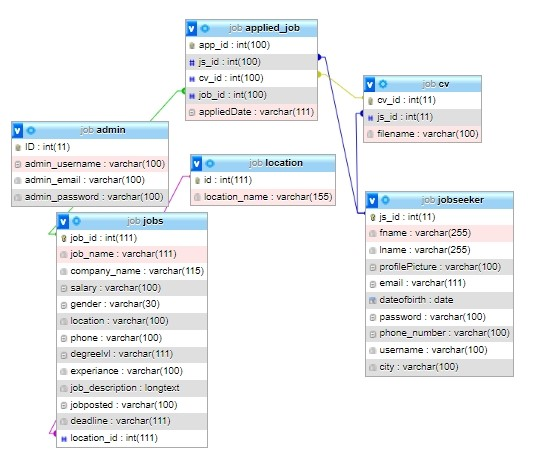 job applied_job
app_id : int(100)
js_id : int(100)
cv_id : int(100)
job_id : int(100)
appliedDate : varchar(111)
job cv
cv_id : int(11)
js_id : int(11)
filename : varchar(100)
job admin
ID : int(11)
admin_username : varchar(100)
admin_email : varchar(100)
admin_password : varchar(100)
job location
id : int(111)
location_name : varchar(155)
job jobseeker
js_id : int(11)
fname : varchar(255)
lname : varchar(255)
profilePicture : varchar(100)
email : varchar(111)
dateofbirth : date
password : varchar(100)
phone_number : varchar(100)
username : varchar(100)
city : varchar(100)
job jobs
job_id : int(111)
job_name : varchar(111)
company_name : varchar(115)
salary : varchar(100)
gender : varchar(30)
location : varchar(100)
phone : varchar(100)
degreelvl : varchar(111)
experiance : varchar(100)
job_description : longtext
jobposted : varchar(100)
deadline : varchar(111)
location_id : int(111)